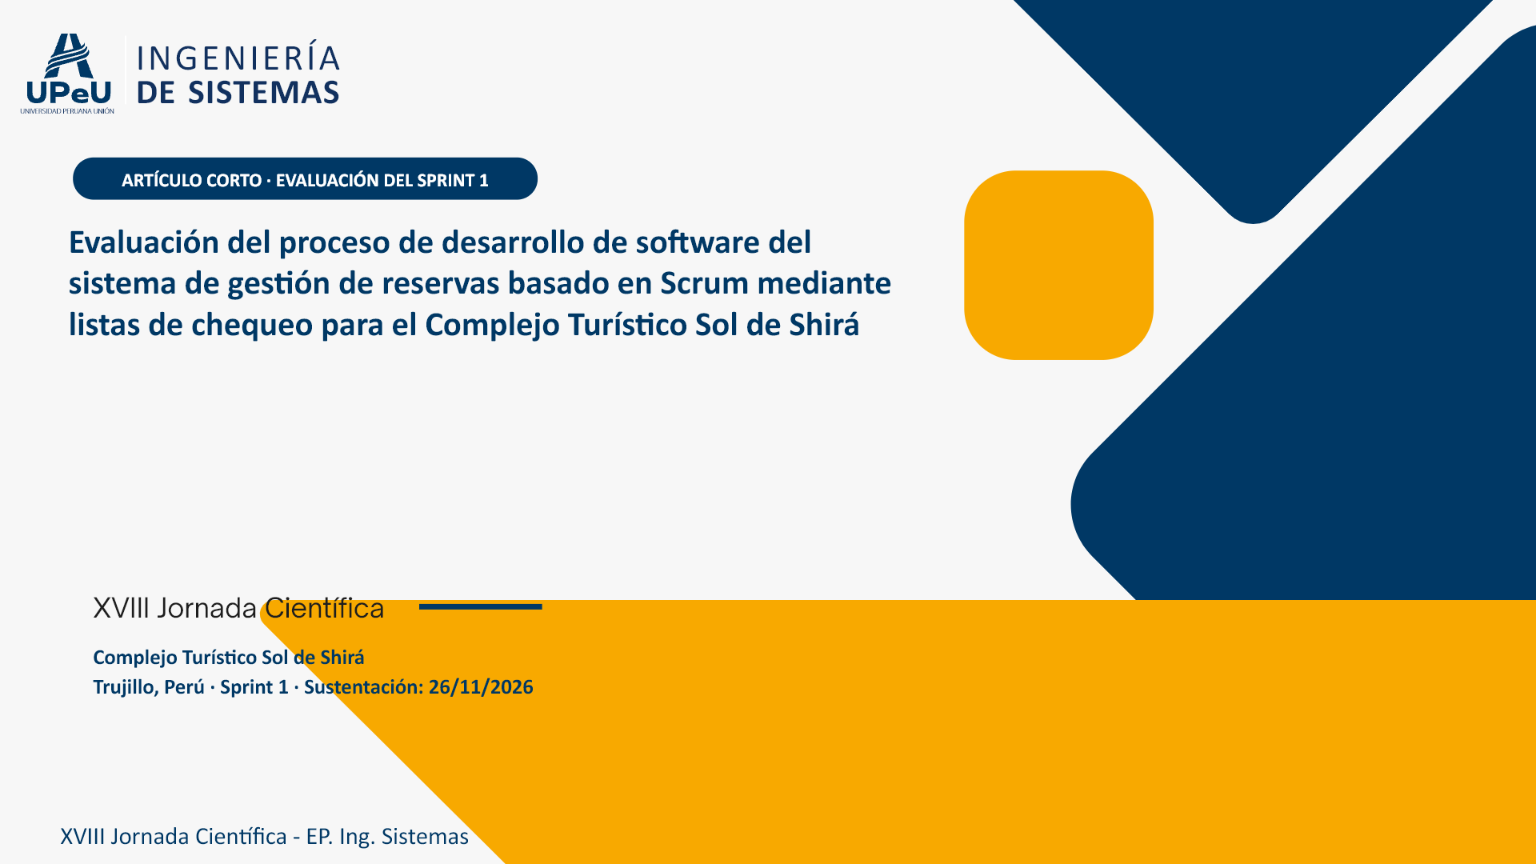 UPeU
UNIVERSIDAD PERUANA UNIÓN
INGENIERÍA
DE SISTEMAS
ARTÍCULO CORTO · EVALUACIÓN DEL SPRINT 1
Evaluación del proceso de desarrollo de software del
sistema de gestión de reservas basado en Scrum mediante
listas de chequeo para el Complejo Turístico Sol de Shirá
XVIII Jornada Científica
Complejo Turístico Sol de Shirá
Trujillo, Perú · Sprint 1 · Sustentación: 26/11/2026
XVIII Jornada Científica - EP. Ing. Sistemas